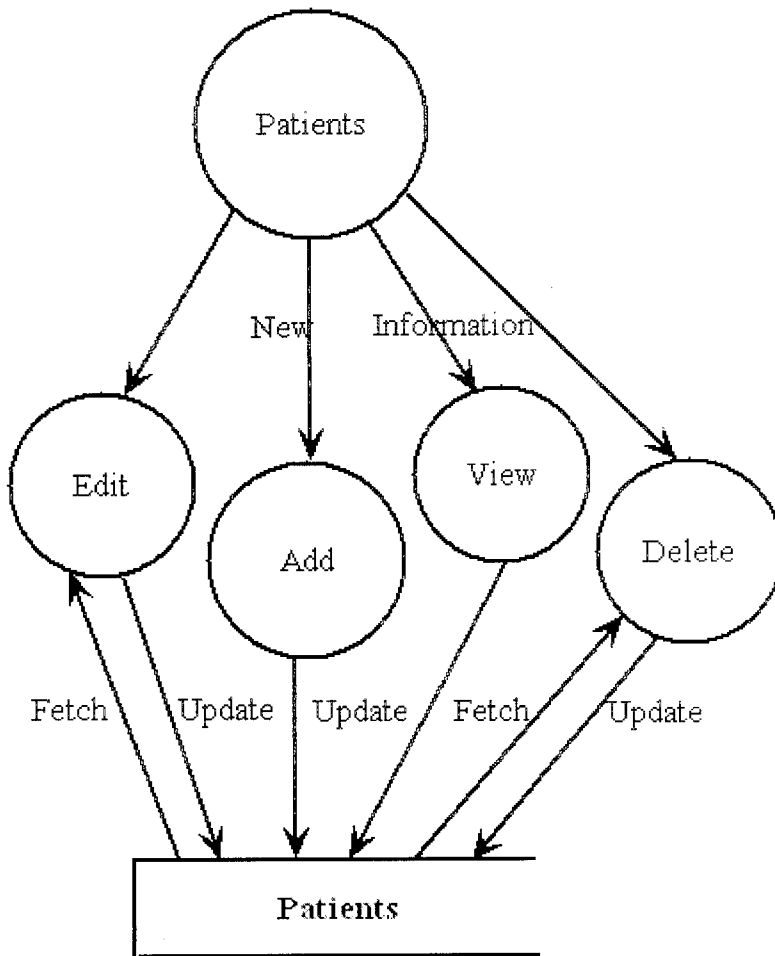 Patients
New
Information
Edit
Add
View
Delete
Fetch
Update
Update
Fetch
Update
Patients